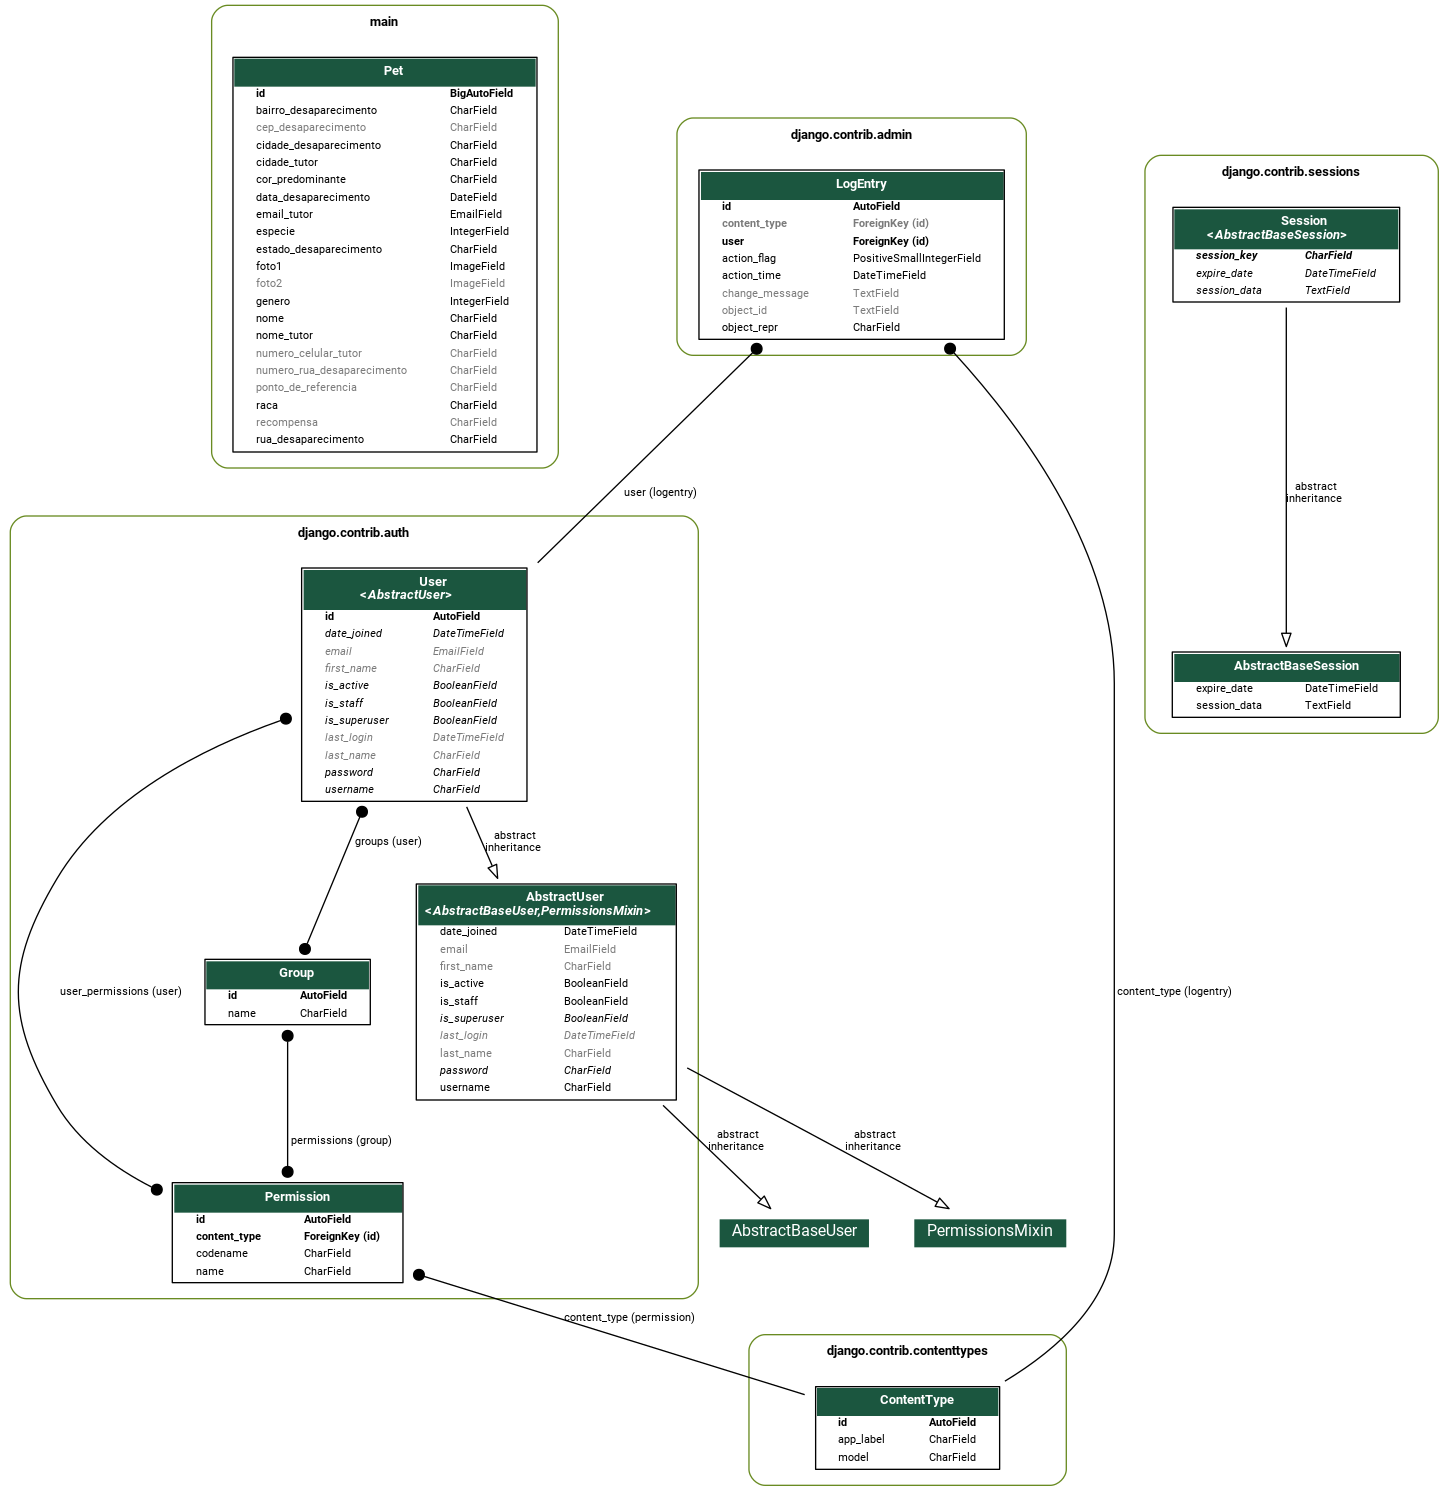 main
Pet
id BigAutoField
bairro_desaparecimento CharField
cep_desaparecimento CharField
cidade_desaparecimento CharField
cidade_tutor CharField
cor_predominante CharField
data_desaparecimento DateField
email_tutor EmailField
especie IntegerField
estado_desaparecimento CharField
foto1 ImageField
foto2 ImageField
genero IntegerField
nome CharField
nome_tutor CharField
numero_celular_tutor CharField
numero_rua_desaparecimento CharField
ponto_de_referencia CharField
raca CharField
recompensa CharField
rua_desaparecimento CharField
django.contrib.admin
LogEntry
id AutoField
content_type ForeignKey (id)
user ForeignKey (id)
action_flag PositiveSmallIntegerField
action_time DateTimeField
change_message TextField
object_id TextField
object_repr CharField
django.contrib.sessions
Session
<AbstractBaseSession>
session_key CharField
expire_date DateTimeField
session_data TextField
abstract
inheritance
AbstractBaseSession
expire_date DateTimeField
session_data TextField
user (logentry)
django.contrib.auth
User
<AbstractUser>
id AutoField
date_joined DateTimeField
email EmailField
first_name CharField
is_active BooleanField
is_staff BooleanField
is_superuser BooleanField
last_login DateTimeField
last_name CharField
password CharField
username CharField
groups (user)
abstract
inheritance
AbstractUser
<AbstractBaseUser,PermissionsMixin>
date_joined DateTimeField
email EmailField
first_name CharField
is_active BooleanField
is_staff BooleanField
is_superuser BooleanField
last_login DateTimeField
last_name CharField
password CharField
username CharField
user_permissions (user)
Group
id AutoField
name CharField
content_type (logentry)
permissions (group)
abstract
inheritance
abstract
inheritance
Permission
id AutoField
content_type ForeignKey (id)
codename CharField
name CharField
AbstractBaseUser
PermissionsMixin
content_type (permission)
django.contrib.contenttypes
ContentType
id AutoField
app_label CharField
model CharField